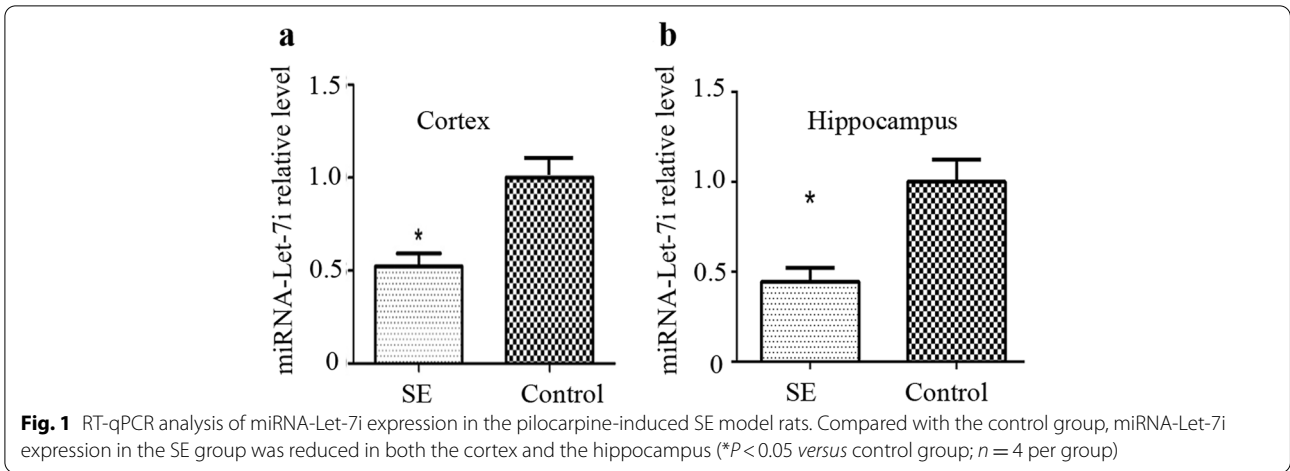 a
miRNA-Let-7i relative level
1.5
1.0
0.5
0
Cortex
*
SE Control
b
miRNA-Let-7i relative level
1.5
1.0
0.5
0
Hippocampus
*
SE Control
Fig. 1 RT-qPCR analysis of miRNA-Let-7i expression in the pilocarpine-induced SE model rats. Compared with the control group, miRNA-Let-7i
expression in the SE group was reduced in both the cortex and the hippocampus (*P < 0.05 versus control group; n = 4 per group)